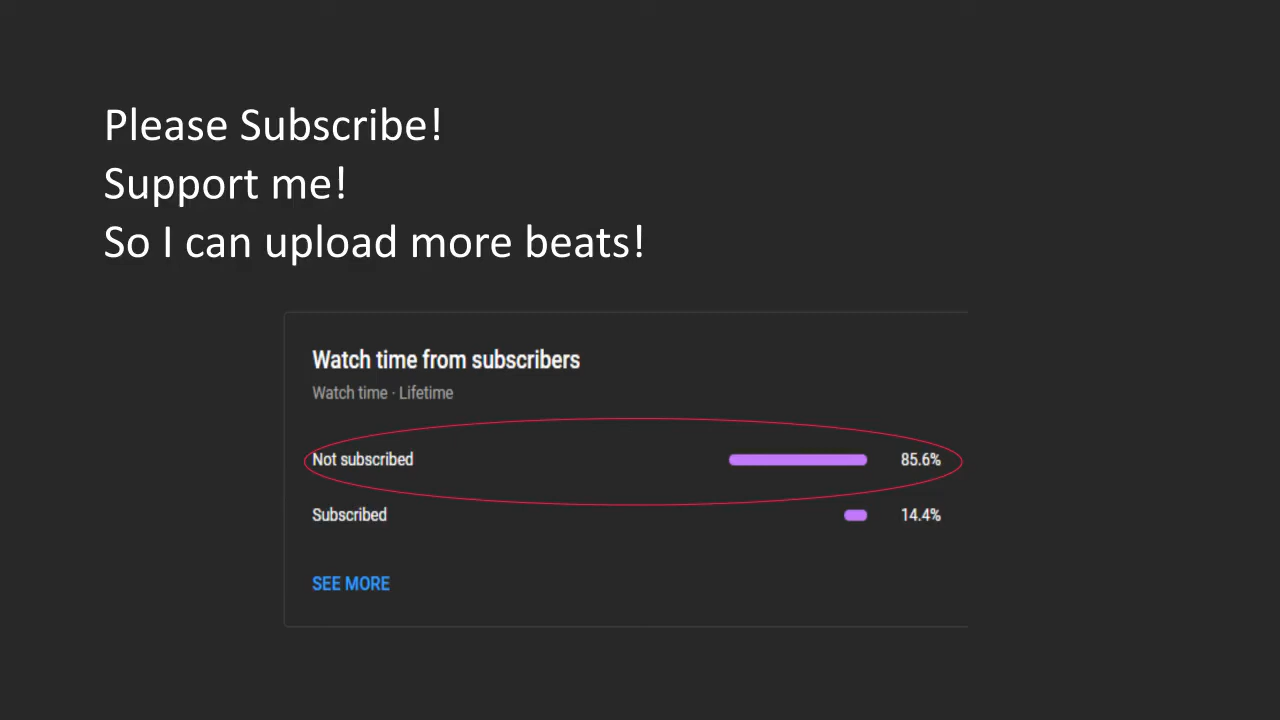 Please Subscribe!
Support me!
So I can upload more beats!
Watch time from subscribers
Watch time · Lifetime
Not subscribed 85.6%
Subscribed 14.4%
SEE MORE